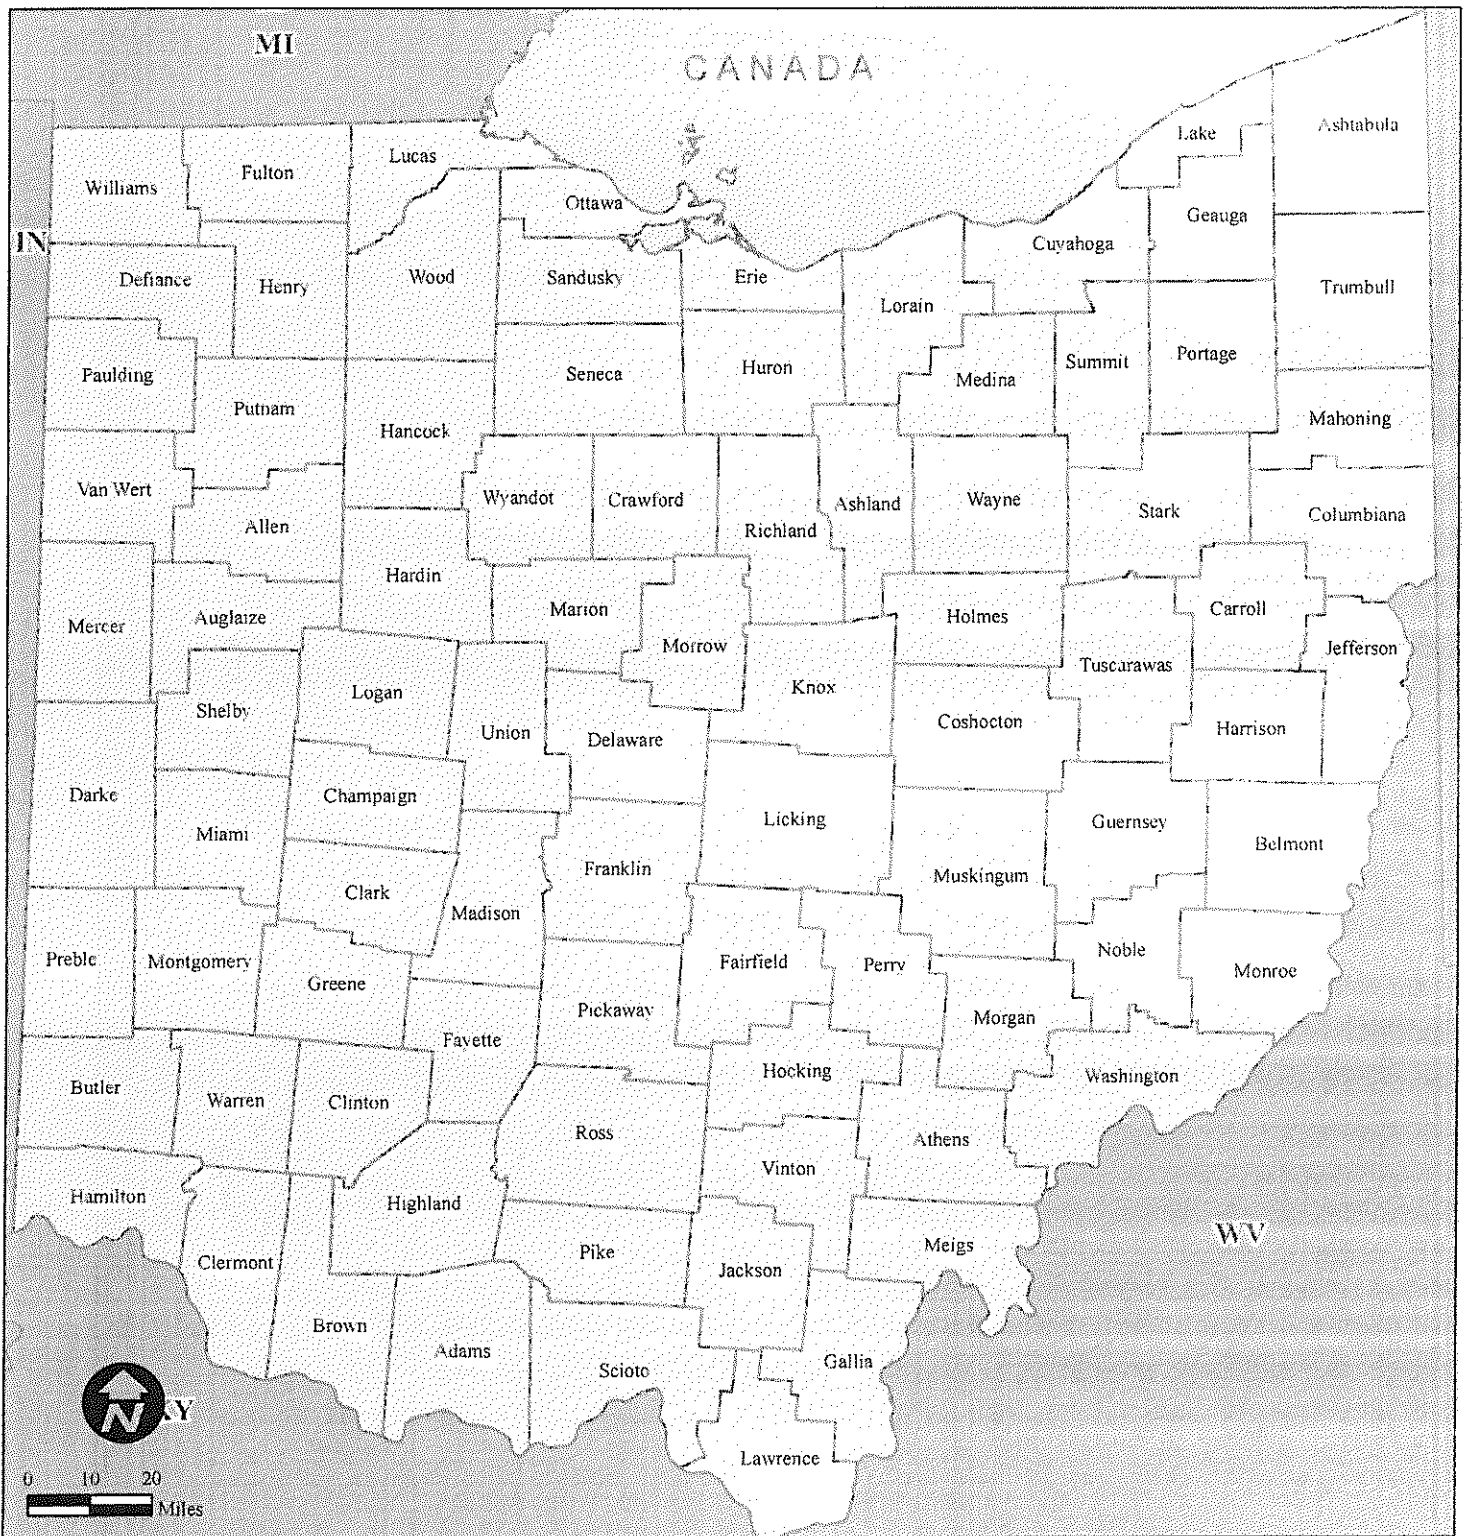 MI
CANADA
Lake
Ashtabula
Lucas
Fulton
Williams
Ottawa
Geauga
IN
Cuyahoga
Defiance
Henry
Wood
Sandusky
Erie
Lorain
Trumbull
Paulding
Seneca
Huron
Medina
Summit
Portage
Putnam
Hancock
Mahoning
Van Wert
Allen
Wyandot
Crawford
Richland
Ashland
Wayne
Stark
Columbiana
Hardin
Mercer
Auglaize
Marion
Morrow
Holmes
Carroll
Tuscarawas
Jefferson
Logan
Shelby
Union
Delaware
Knox
Coshocton
Harrison
Darke
Champaign
Miami
Licking
Guernsey
Belmont
Franklin
Clark
Madison
Muskingum
Preble
Montgomery
Greene
Fairfield
Perry
Noble
Monroe
Pickaway
Fayette
Morgan
Butler
Warren
Clinton
Hocking
Washington
Ross
Athens
Vinton
Hamilton
Highland
Clermont
Pike
Jackson
Meigs
WV
Brown
Adams
Scioto
Gallia
N
KY
Lawrence
0 10 20
Miles